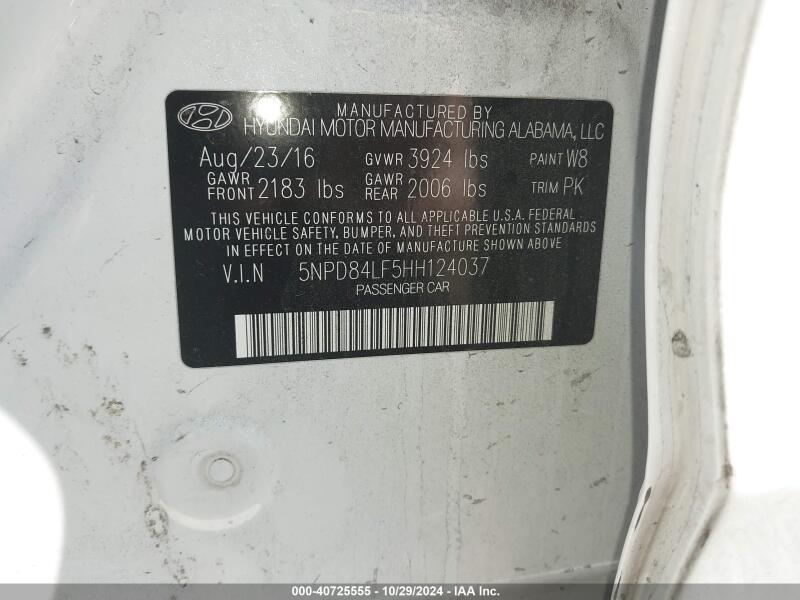 MANUFACTURED BY
HYUNDAI MOTOR MANUFACTURING ALABAMA, LLC
Aug/23/16 GVWR 3924 lbs PAINT W8
GAWR FRONT 2183 lbs GAWR REAR 2006 lbs TRIM PK
THIS VEHICLE CONFORMS TO ALL APPLICABLE U.S.A. FEDERAL
MOTOR VEHICLE SAFETY, BUMPER, AND THEFT PREVENTION STANDARDS
IN EFFECT ON THE DATE OF MANUFACTURE SHOWN ABOVE
V.I.N 5NPD84LF5HH124037
PASSENGER CAR
000-40725555 - 10/29/2024 - IAA Inc.